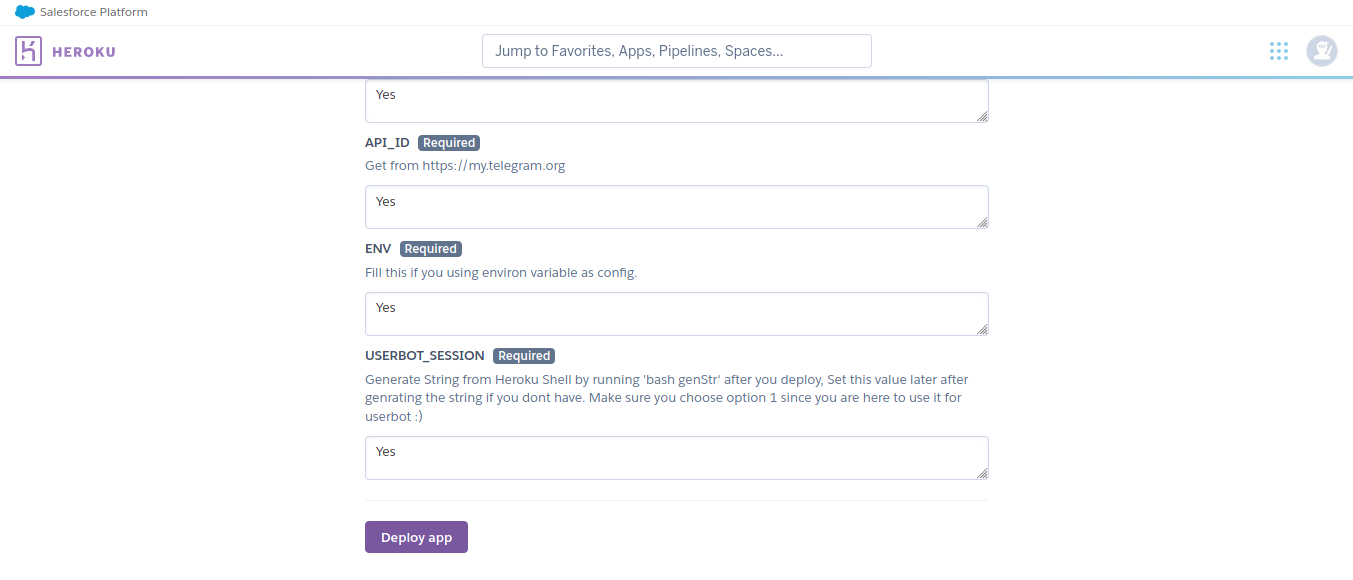 Salesforce Platform
HEROKU
Jump to Favorites, Apps, Pipelines, Spaces...
Yes
API_ID Required
Get from https://my.telegram.org
Yes
ENV Required
Fill this if you using environ variable as config.
Yes
USERBOT_SESSION Required
Generate String from Heroku Shell by running 'bash genStr' after you deploy, Set this value later after
genrating the string if you dont have. Make sure you choose option 1 since you are here to use it for
userbot :)
Yes
Deploy app